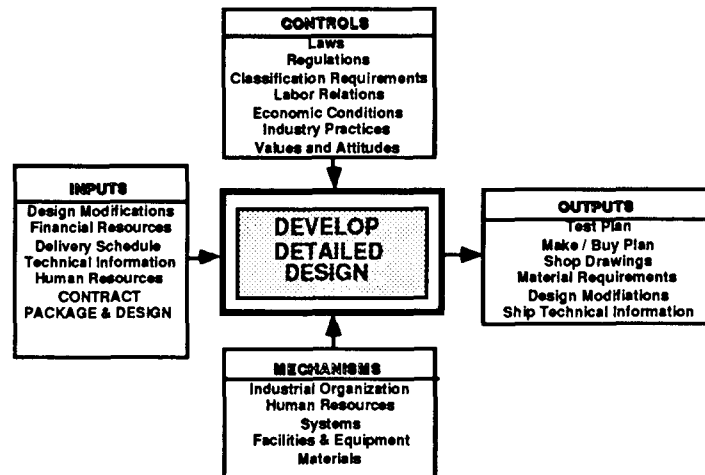 CONTROLS
Laws
Regulations
Classification Requirements
Labor Relations
Economic Conditions
Industry Practices
Values and Attitudes
INPUTS
Design Modifications
Financial Resources
Delivery Schedule
Technical Information
Human Resources
CONTRACT
PACKAGE & DESIGN
DEVELOP
DETAILED
DESIGN
OUTPUTS
Test Plan
Make / Buy Plan
Shop Drawings
Material Requirements
Design Modifiations
Ship Technical Information
MECHANISMS
Industrial Organization
Human Resources
Systems
Facilities & Equipment
Materials